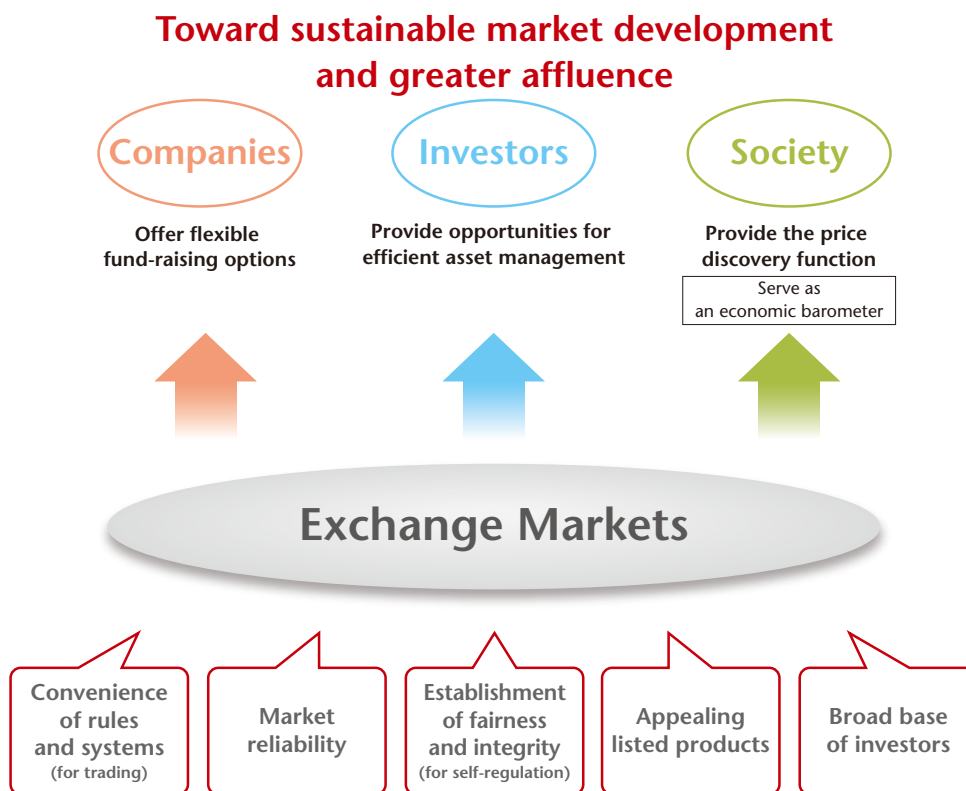 Toward sustainable market development
and greater affluence
Companies
Investors
Society
Offer flexible
fund-raising options
Provide opportunities for
efficient asset management
Provide the price
discovery function
Serve as
an economic barometer
Exchange Markets
Convenience
of rules
and systems
(for trading)
Market
reliability
Establishment
of fairness
and integrity
(for self-regulation)
Appealing
listed products
Broad base
of investors